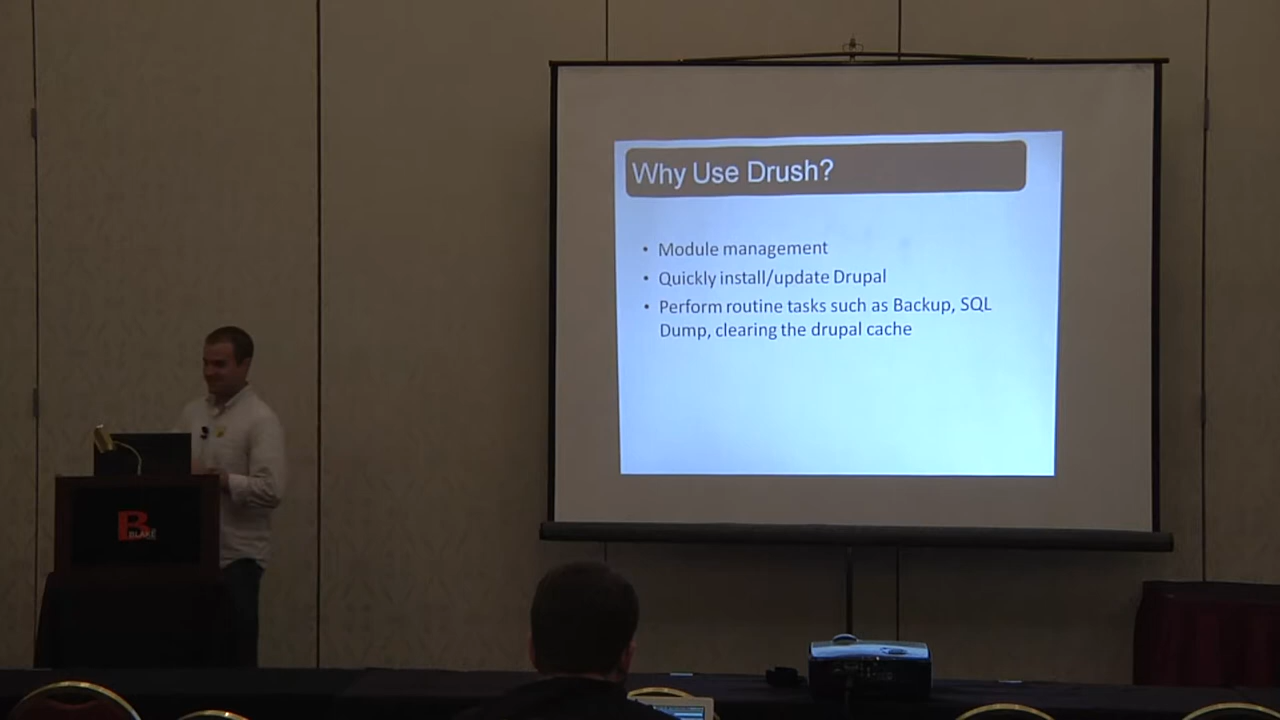 Why Use Drush?
• Module management
• Quickly install/update Drupal
• Perform routine tasks such as Backup, SQL
Dump, clearing the drupal cache
B
BLAKE